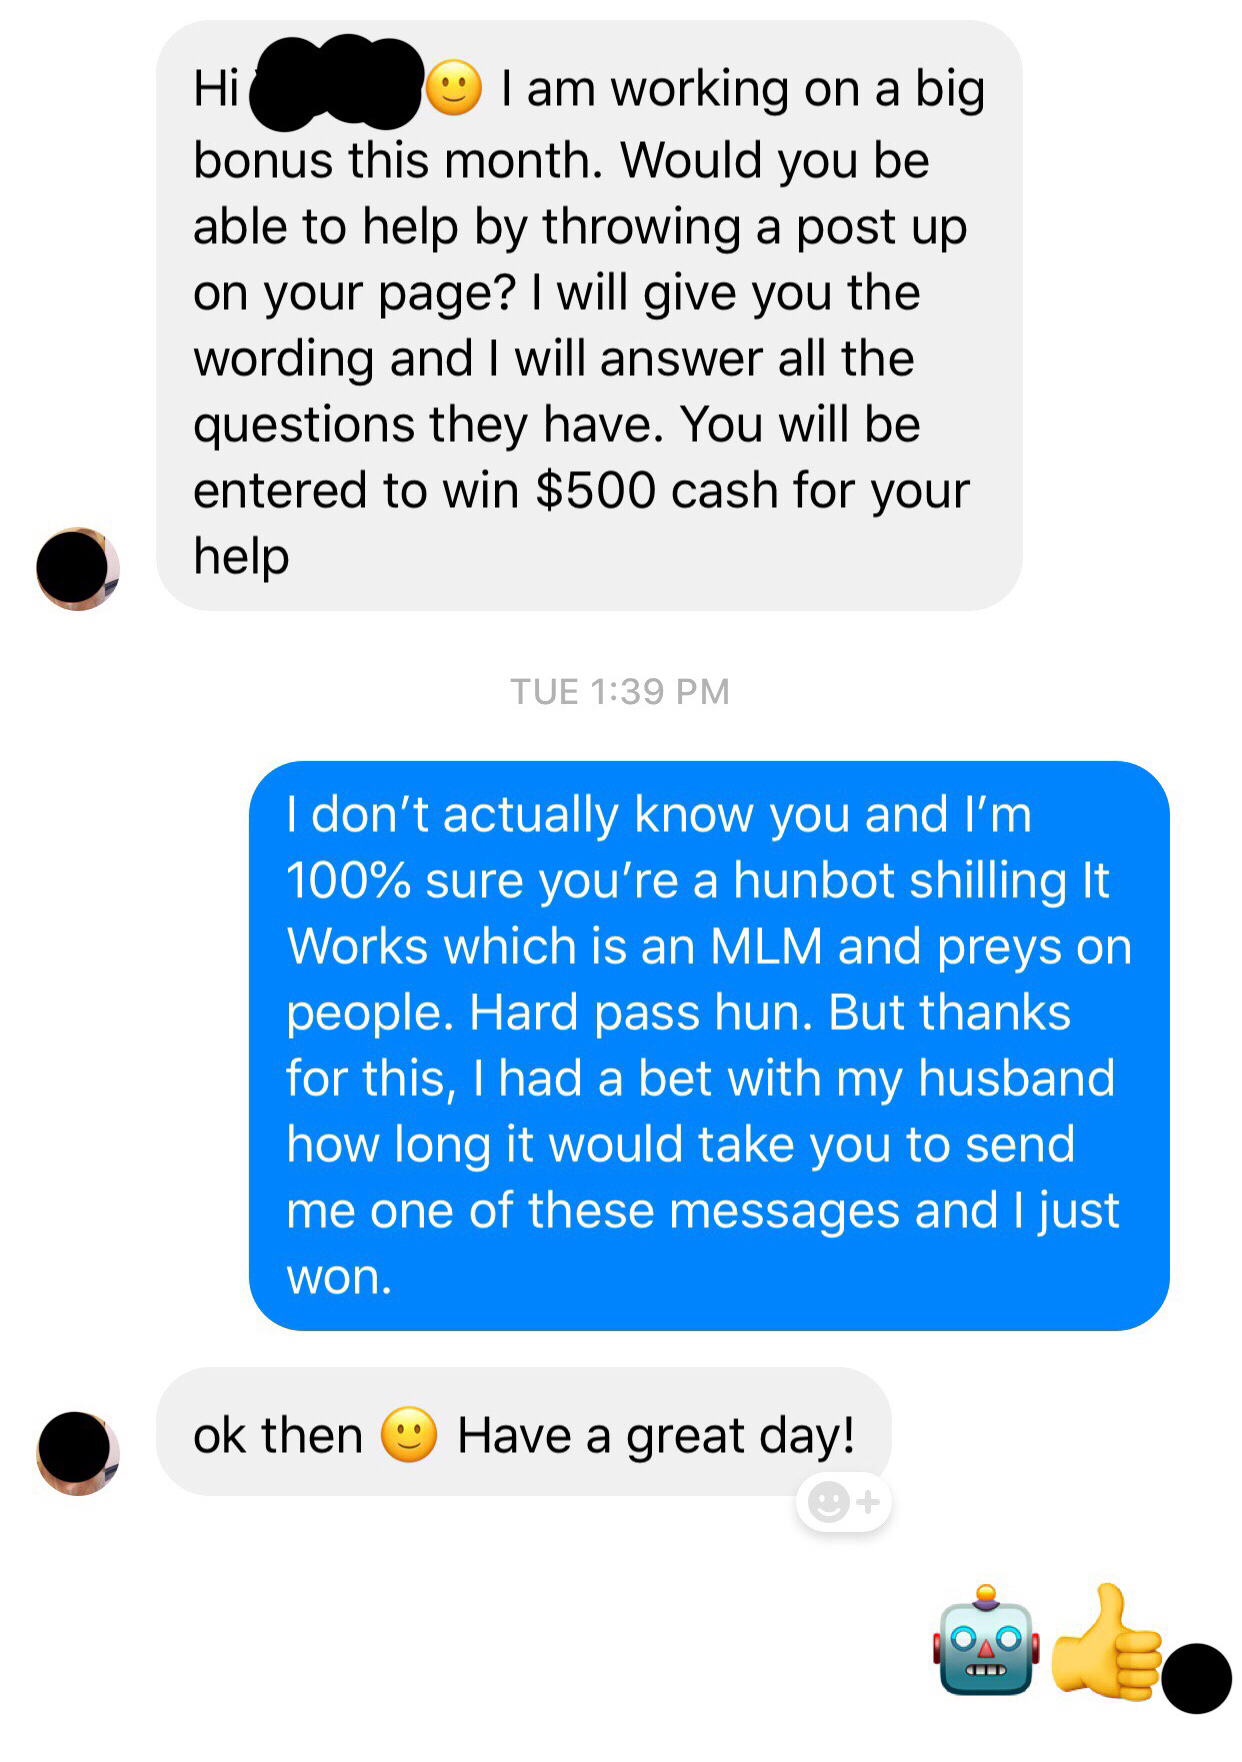 Hi 🙂 I am working on a big
bonus this month. Would you be
able to help by throwing a post up
on your page? I will give you the
wording and I will answer all the
questions they have. You will be
entered to win $500 cash for your
help
TUE 1:39 PM
I don’t actually know you and I’m
100% sure you’re a hunbot shilling It
Works which is an MLM and preys on
people. Hard pass hun. But thanks
for this, I had a bet with my husband
how long it would take you to send
me one of these messages and I just
won.
ok then 🙂 Have a great day!
🤖👍